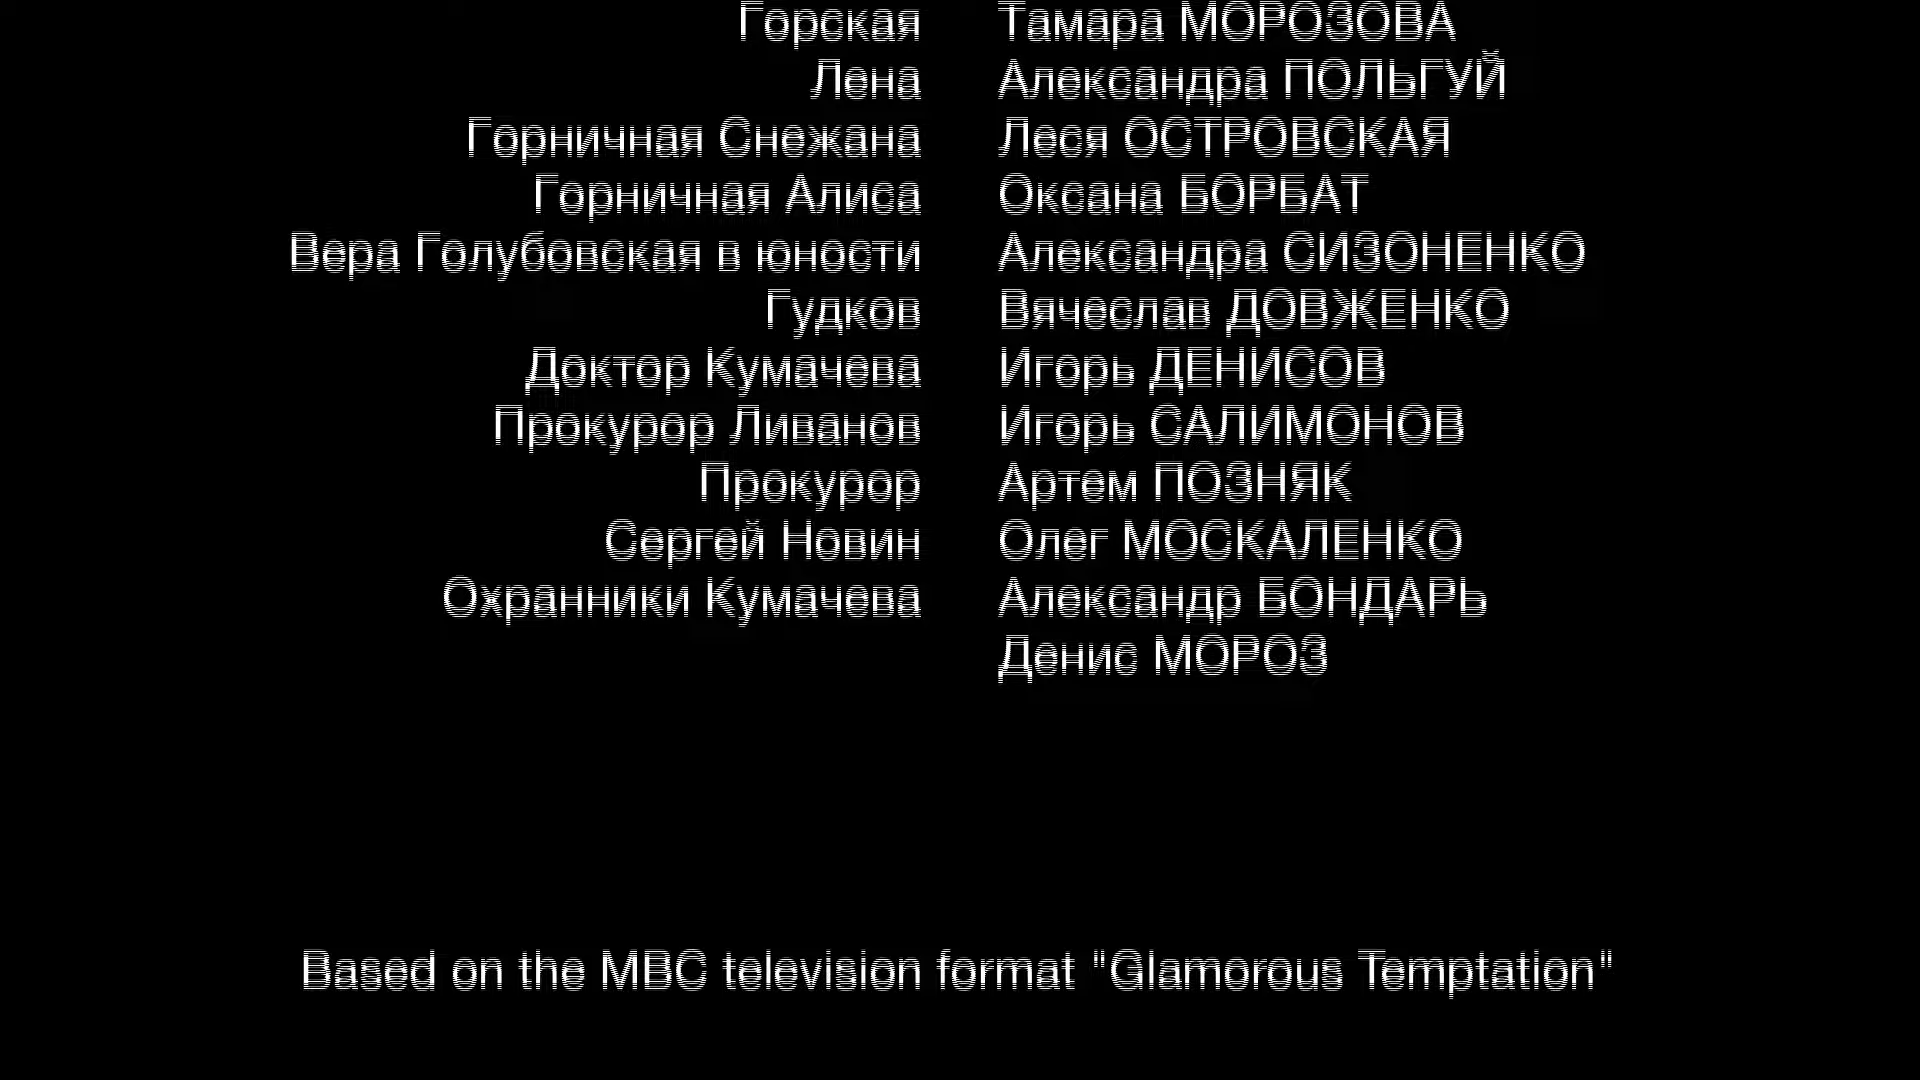 Горская Тамара МОРОЗОВА
Лена Александра ПОЛЬГУЙ
Горничная Снежана Леся ОСТРОВСКАЯ
Горничная Алиса Оксана БОРБАТ
Вера Голубовская в юности Александра СИЗОНЕНКО
Гудков Вячеслав ДОВЖЕНКО
Доктор Кумачева Игорь ДЕНИСОВ
Прокурор Ливанов Игорь САЛИМОНОВ
Прокурор Артем ПОЗНЯК
Сергей Новин Олег МОСКАЛЕНКО
Охранники Кумачева Александр БОНДАРЬ
Денис МОРОЗ
Based on the MBC television format "Glamorous Temptation"